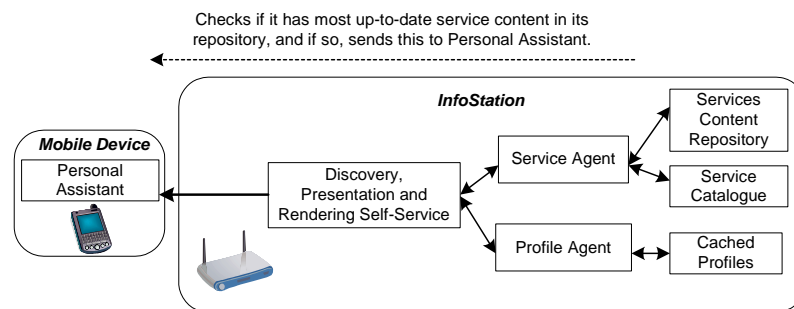 Checks if it has most up-to-date service content in its
repository, and if so, sends this to Personal Assistant.
InfoStation
Mobile Device
Personal
Assistant
Discovery,
Presentation and
Rendering Self-Service
Service Agent
Profile Agent
Services
Content
Repository
Service
Catalogue
Cached
Profiles